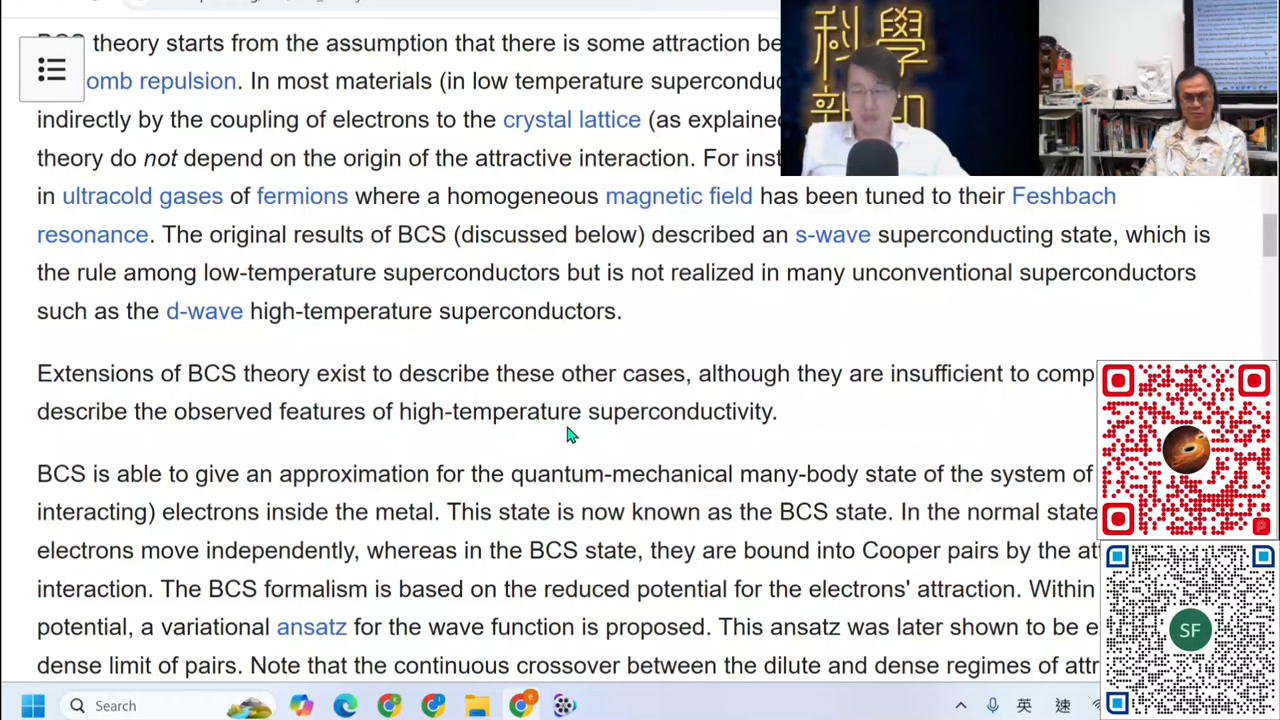 theory starts from the assumption that there is some attraction be
omb repulsion. In most materials (in low temperature superconduc
indirectly by the coupling of electrons to the crystal lattice (as explained
theory do not depend on the origin of the attractive interaction. For inst
in ultracold gases of fermions where a homogeneous magnetic field has been tuned to their Feshbach
resonance. The original results of BCS (discussed below) described an s-wave superconducting state, which is
the rule among low-temperature superconductors but is not realized in many unconventional superconductors
such as the d-wave high-temperature superconductors.
Extensions of BCS theory exist to describe these other cases, although they are insufficient to comp
describe the observed features of high-temperature superconductivity.
BCS is able to give an approximation for the quantum-mechanical many-body state of the system of
interacting) electrons inside the metal. This state is now known as the BCS state. In the normal state
electrons move independently, whereas in the BCS state, they are bound into Cooper pairs by the at
interaction. The BCS formalism is based on the reduced potential for the electrons' attraction. Within
potential, a variational ansatz for the wave function is proposed. This ansatz was later shown to be e
dense limit of pairs. Note that the continuous crossover between the dilute and dense regimes of attr
科學
新知
SF
Search
英
速